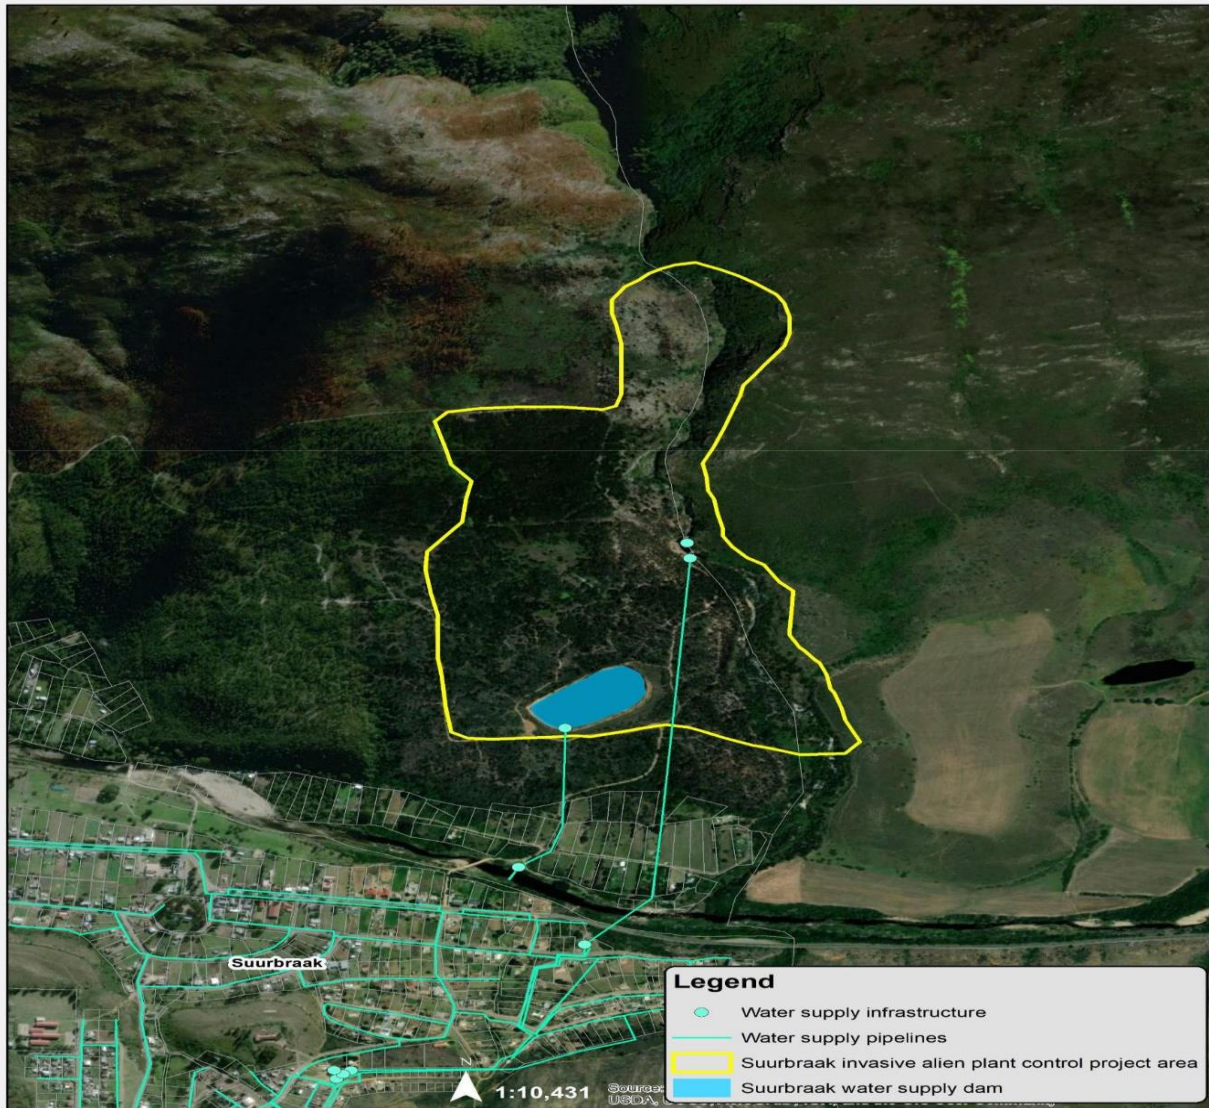 Suurbraak
Legend
Water supply infrastructure
Water supply pipelines
Suurbraak invasive alien plant control project area
Suurbraak water supply dam
N
1:10,431
Source:
USDA,